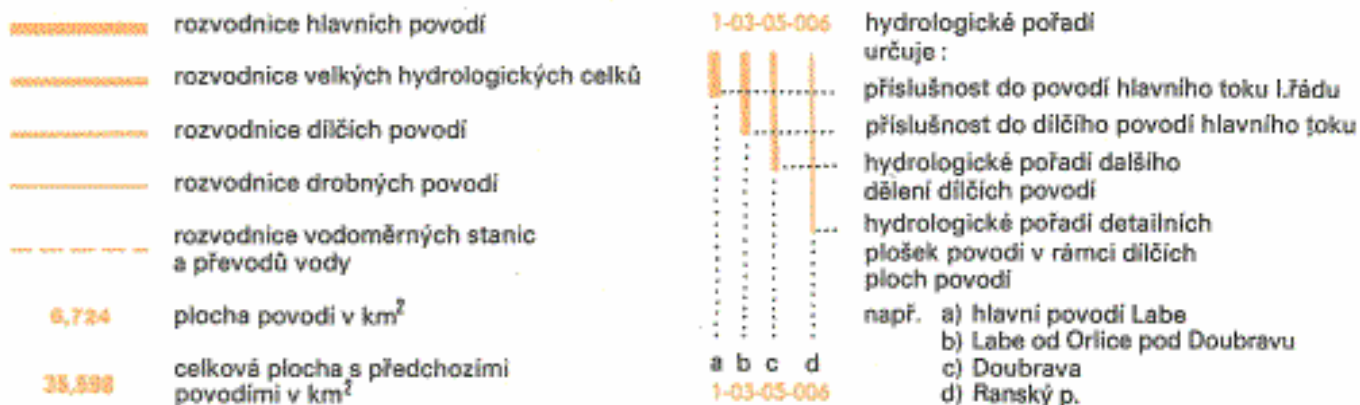 rozvodnice hlavních povodí
rozvodnice velkých hydrologických celků
rozvodnice dílčích povodí
rozvodnice drobných povodí
rozvodnice vodoměrných stanic
a převodů vody
6,724
plocha povodí v km²
35,598
celková plocha s předchozími
povodími v km²
1-03-05-006
hydrologické pořadí
určuje :
příslušnost do povodí hlavního toku I.řádu
příslušnost do dílčího povodí hlavního toku
hydrologické pořadí dalšího
dělení dílčích povodí
hydrologické pořadí detailních
plošek povodí v rámci dílčích
ploch povodí
např. a) hlavní povodí Labe
b) Labe od Orlice pod Doubravu
c) Doubrava
d) Ranský p.
a b c d
1-03-05-006